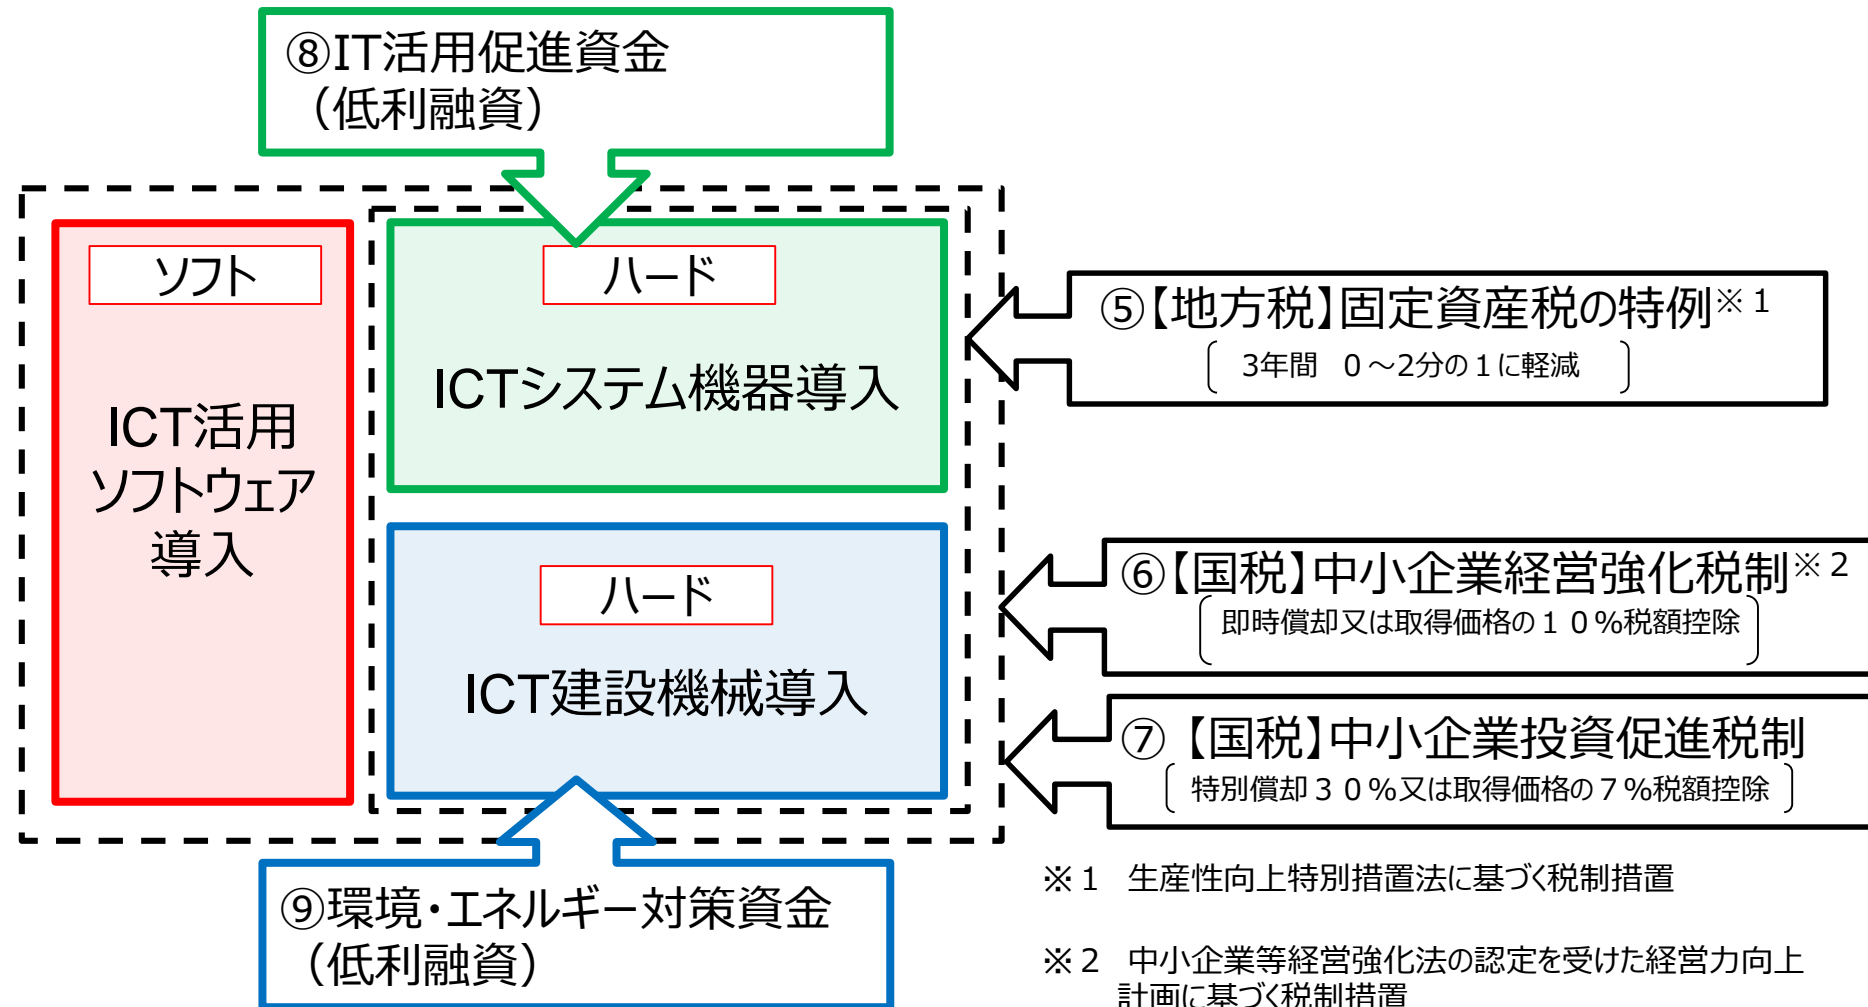 ⑧IT活用促進資金
（低利融資）
ソフト
ICT活用
ソフトウェア
導入
ハード
ICTシステム機器導入
ハード
ICT建設機械導入
⑤【地方税】固定資産税の特例※１
3年間　０～2分の１に軽減
⑥【国税】中小企業経営強化税制※２
即時償却又は取得価格の１０％税額控除
⑦【国税】中小企業投資促進税制
特別償却３０％又は取得価格の７％税額控除
⑨環境・エネルギー対策資金
（低利融資）
※１　生産性向上特別措置法に基づく税制措置
※２　中小企業等経営強化法の認定を受けた経営力向上
計画に基づく税制措置